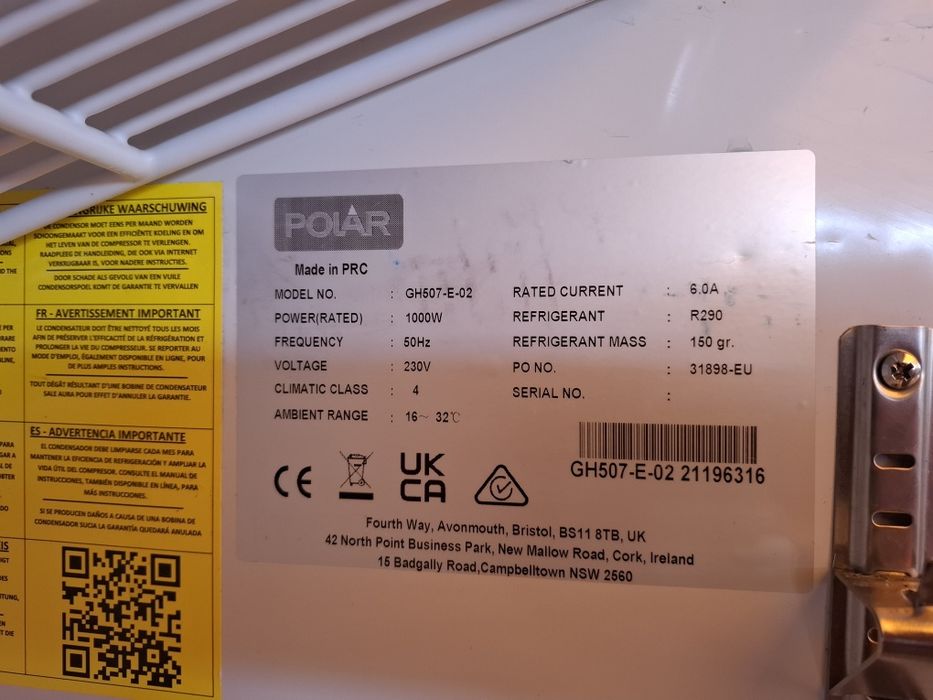 POLAR
Made in PRC
MODEL NO. : GH507-E-02
POWER(RATED) : 1000W
FREQUENCY : 50Hz
VOLTAGE : 230V
CLIMATIC CLASS : 4
AMBIENT RANGE : 16~ 32℃
RATED CURRENT : 6.0A
REFRIGERANT : R290
REFRIGERANT MASS : 150 gr.
PO NO. : 31898-EU
SERIAL NO. :
GH507-E-02 21196316
CE
UK
CA
Fourth Way, Avonmouth, Bristol, BS11 8TB, UK
42 North Point Business Park, New Mallow Road, Cork, Ireland
15 Badgally Road,Campbelltown NSW 2560
WAARSCHUWING
CONDENSOR MOET EENS PER MAAND WORDEN
SCHOONGEMAAKT VOOR EEN EFFICIËNTE KOELING EN OM
HET LEVEN VAN DE COMPRESSOR TE VERLENGEN.
RAADPLEEG DE HANDLEIDING, DIE OOK VIA INTERNET
VERKRIJGBAAR IS, VOOR NADERE INSTRUCTIES.
DOOR SCHADE ALS GEVOLG VAN EEN VUILE
CONDENSORSPOEL KOMT DE GARANTIE TE VERVALLEN
FR - AVERTISSEMENT IMPORTANT
LE CONDENSATEUR DOIT ÊTRE NETTOYÉ TOUS LES MOIS
AFIN DE PRÉSERVER L'EFFICACITÉ DE LA RÉFRIGÉRATION ET
PROLONGER LA VIE DU COMPRESSEUR. SE REPORTER AU
MODE D'EMPLOI, ÉGALEMENT DISPONIBLE EN LIGNE, POUR
DE PLUS AMPLES INSTRUCTIONS.
TOUT DÉGÂT RÉSULTANT D'UNE BOBINE DE CONDENSATEUR
SALE AURA POUR EFFET D'ANNULER LA GARANTIE.
ES - ADVERTENCIA IMPORTANTE
EL CONDENSADOR DEBE LIMPIARSE CADA MES PARA
MANTENER LA EFICIENCIA DE REFRIGERACIÓN Y AMPLIAR LA
VIDA ÚTIL DEL COMPRESOR. CONSULTE EL MANUAL DE
INSTRUCCIONES, TAMBIÉN DISPONIBLE EN LÍNEA, PARA
MÁS INSTRUCCIONES.
SI SE PRODUCEN DAÑOS A CAUSA DE UNA BOBINA DE
CONDENSADOR SUCIA LA GARANTÍA QUEDARÁ ANULADA